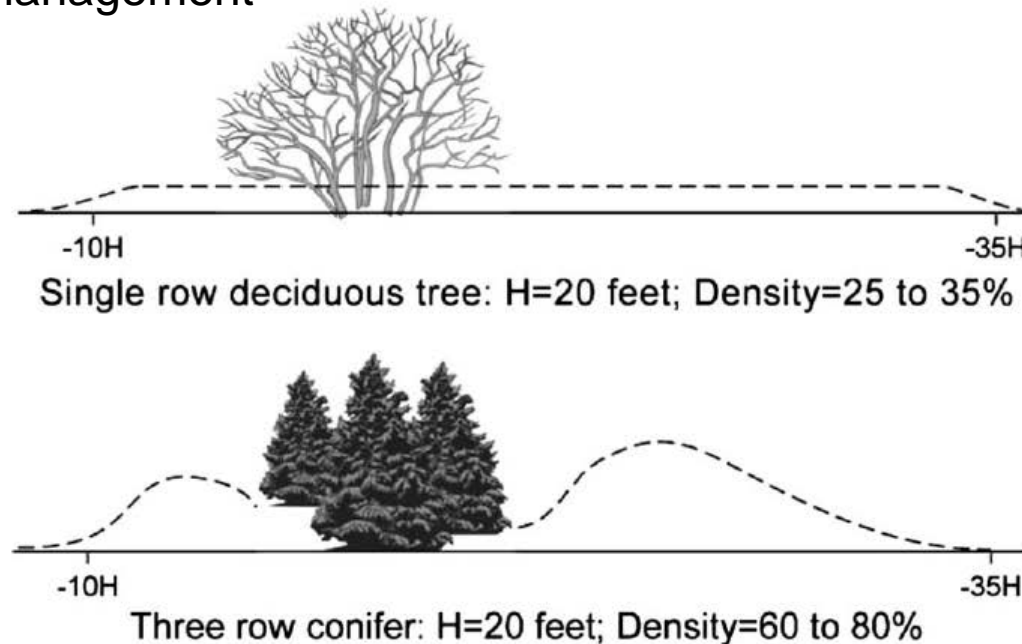 -10H -35H
Single row deciduous tree: H=20 feet; Density=25 to 35%
-10H -35H
Three row conifer: H=20 feet; Density=60 to 80%